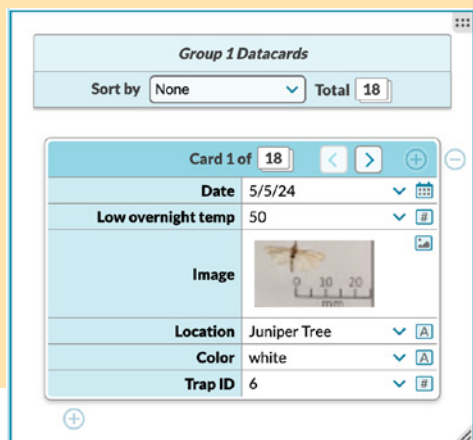 Group 1 Datacards
Sort by None Total 18
Card 1 of 18
Date 5/5/24
Low overnight temp 50 #
Image
0 10 20
mm
Location Juniper Tree A
Color white A
Trap ID 6 #